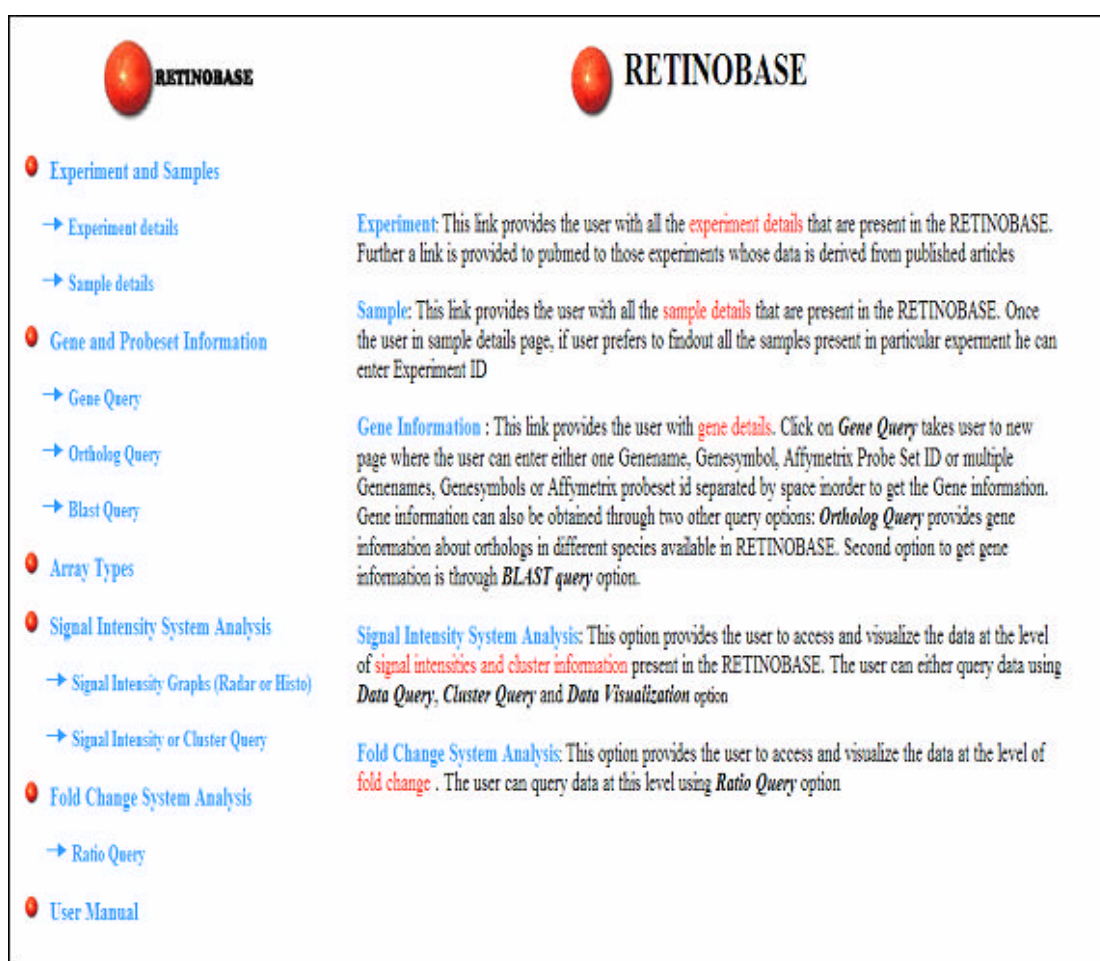 RETINOBASE
Experiment and Samples
Experiment details
Sample details
Gene and Probeset Information
Gene Query
Ortholog Query
Blast Query
Array Types
Signal Intensity System Analysis
Signal Intensity Graphs (Radar or Histo)
Signal Intensity or Cluster Query
Fold Change System Analysis
Ratio Query
User Manual
RETINOBASE
Experiment: This link provides the user with all the experiment details that are present in the RETINOBASE.
Further a link is provided to pubmed to those experiments whose data is derived from published articles
Sample: This link provides the user with all the sample details that are present in the RETINOBASE. Once
the user in sample details page, if user prefers to findout all the samples present in particular experment he can
enter Experiment ID
Gene Information : This link provides the user with gene details. Click on Gene Query takes user to new
page where the user can enter either one Genename, Genesymbol, Affymetrix Probe Set ID or multiple
Genenames, Genesymbols or Affymetrix probeset id separated by space inorder to get the Gene information.
Gene information can also be obtained through two other query options: Ortholog Query provides gene
information about orthologs in different species available in RETINOBASE. Second option to get gene
information is through BLAST query option.
Signal Intensity System Analysis: This option provides the user to access and visualize the data at the level
of signal intensities and cluster information present in the RETINOBASE. The user can either query data using
Data Query, Cluster Query and Data Visualization option
Fold Change System Analysis: This option provides the user to access and visualize the data at the level of
fold change . The user can query data at this level using Ratio Query option